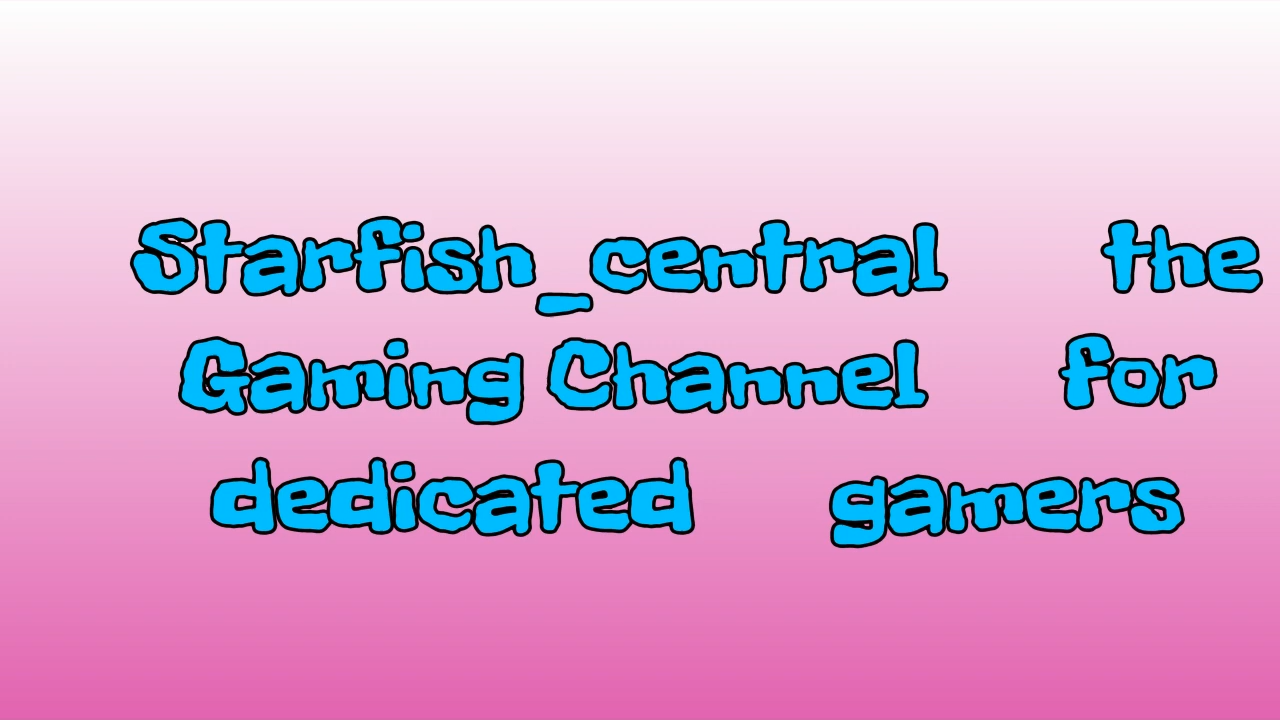 Starfish_central the
Gaming Channel for
dedicated gamers